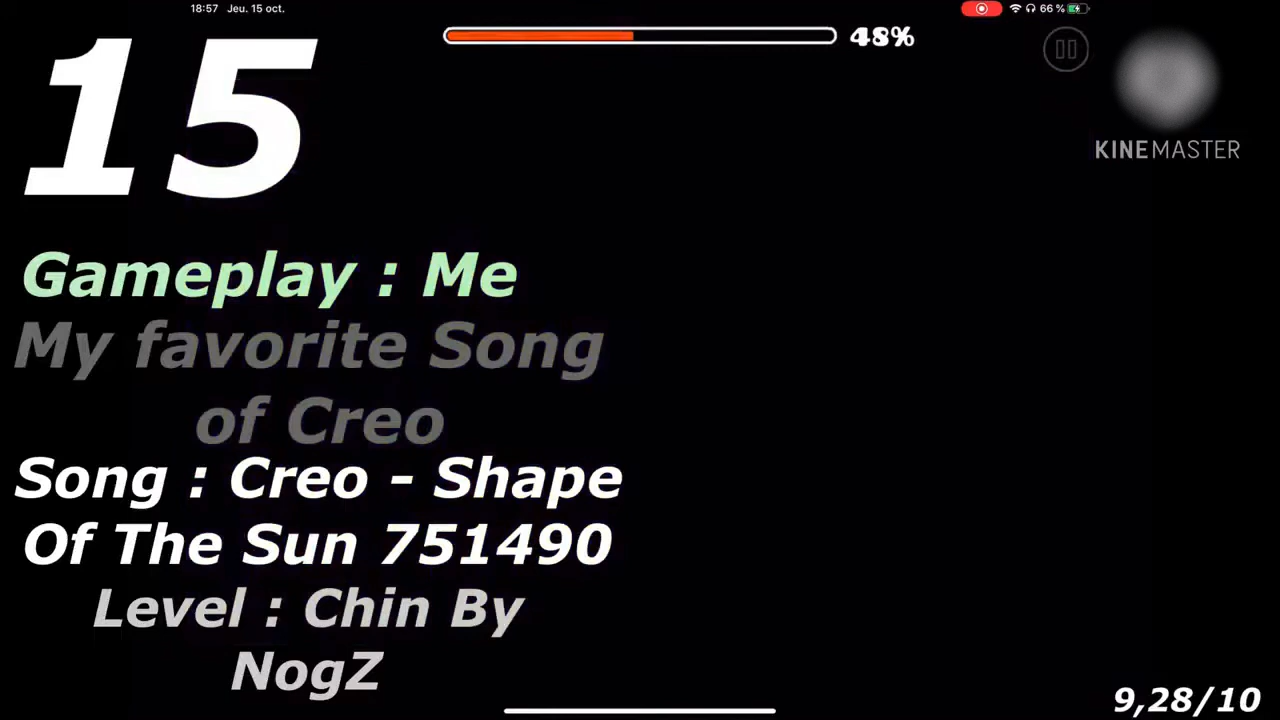 18:57 Jeu. 15 oct.
66 %
48%
15
KINEMASTER
Gameplay : Me
My favorite Song
of Creo
Song : Creo - Shape
Of The Sun 751490
Level : Chin By
NogZ
9,28/10